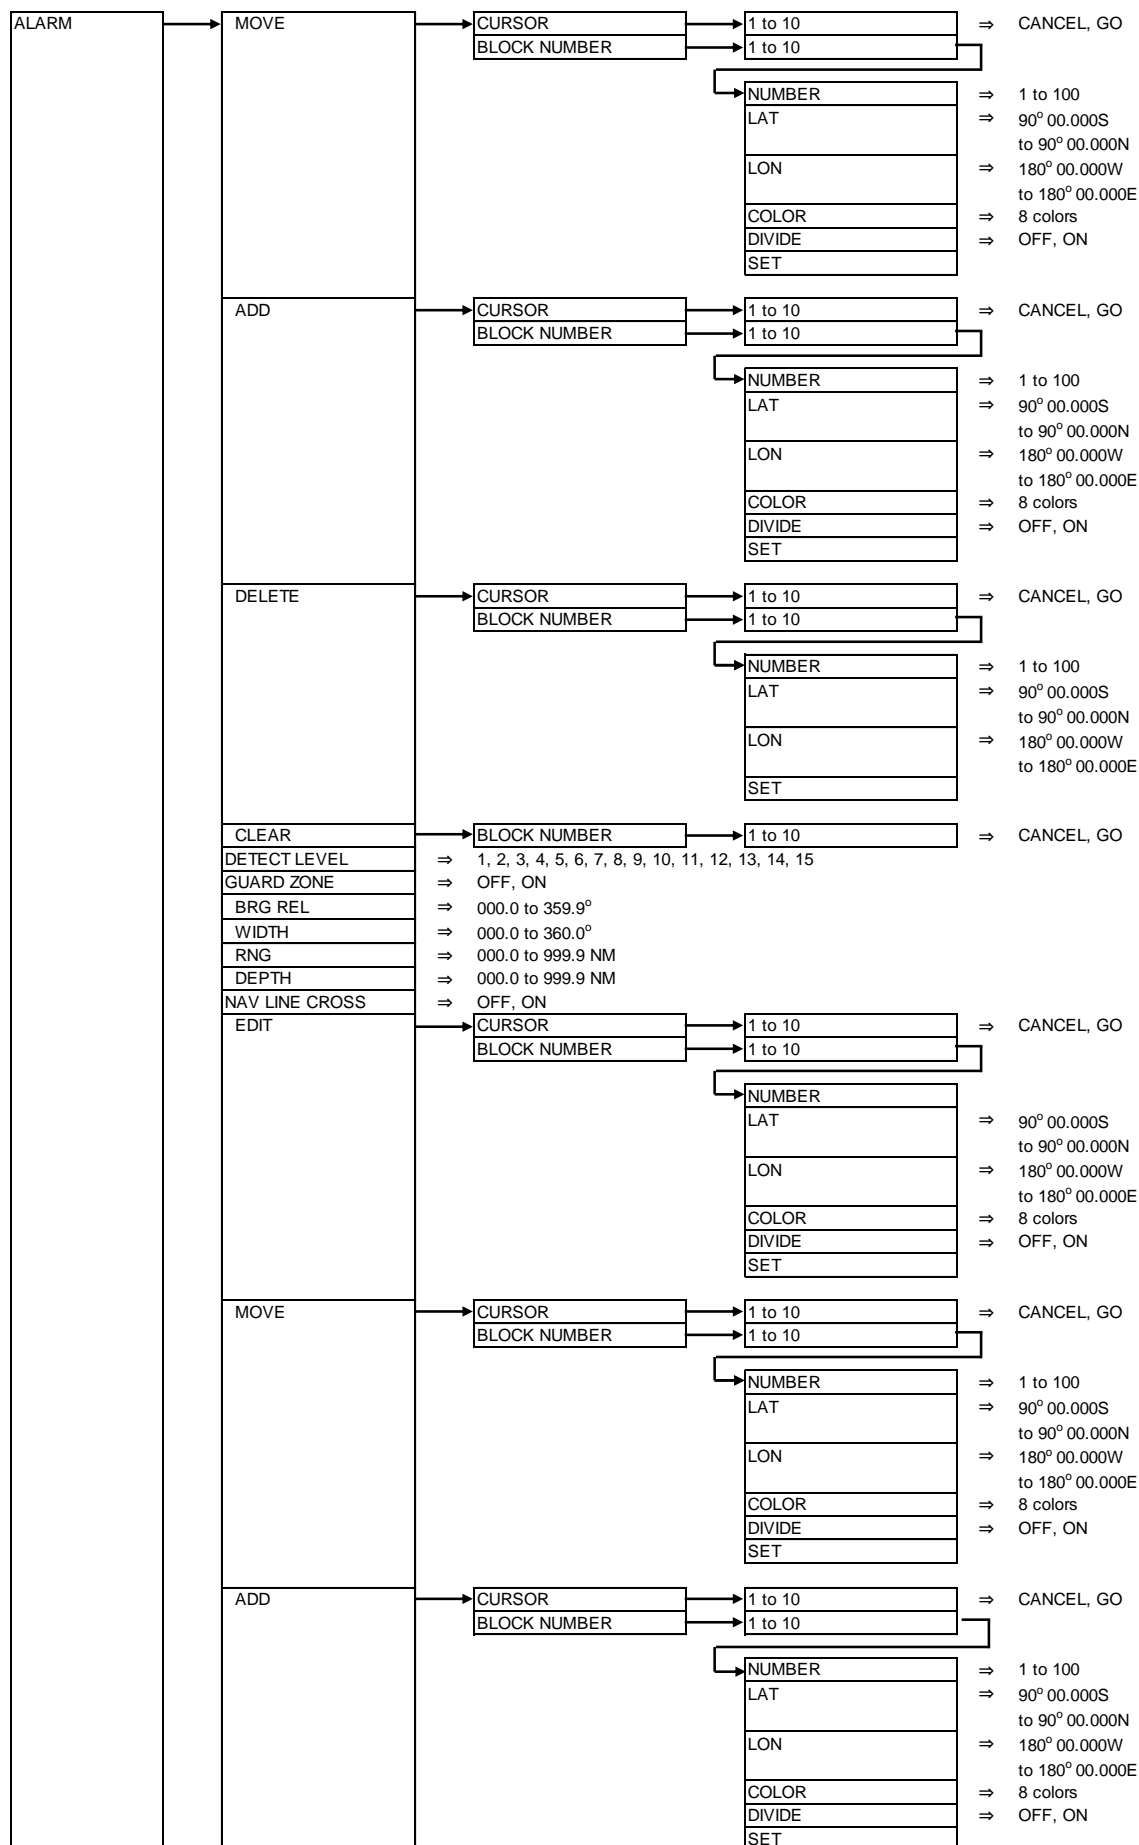 ALARM MOVE CURSOR 1 to 10 ⇒ CANCEL, GO
BLOCK NUMBER 1 to 10
NUMBER ⇒ 1 to 100
LAT ⇒ 90° 00.000S
to 90° 00.000N
LON ⇒ 180° 00.000W
to 180° 00.000E
COLOR ⇒ 8 colors
DIVIDE ⇒ OFF, ON
SET
ADD CURSOR 1 to 10 ⇒ CANCEL, GO
BLOCK NUMBER 1 to 10
NUMBER ⇒ 1 to 100
LAT ⇒ 90° 00.000S
to 90° 00.000N
LON ⇒ 180° 00.000W
to 180° 00.000E
COLOR ⇒ 8 colors
DIVIDE ⇒ OFF, ON
SET
DELETE CURSOR 1 to 10 ⇒ CANCEL, GO
BLOCK NUMBER 1 to 10
NUMBER ⇒ 1 to 100
LAT ⇒ 90° 00.000S
to 90° 00.000N
LON ⇒ 180° 00.000W
to 180° 00.000E
SET
CLEAR BLOCK NUMBER 1 to 10 ⇒ CANCEL, GO
DETECT LEVEL ⇒ 1, 2, 3, 4, 5, 6, 7, 8, 9, 10, 11, 12, 13, 14, 15
GUARD ZONE ⇒ OFF, ON
BRG REL ⇒ 000.0 to 359.9°
WIDTH ⇒ 000.0 to 360.0°
RNG ⇒ 000.0 to 999.9 NM
DEPTH ⇒ 000.0 to 999.9 NM
NAV LINE CROSS ⇒ OFF, ON
EDIT CURSOR 1 to 10 ⇒ CANCEL, GO
BLOCK NUMBER 1 to 10
NUMBER
LAT ⇒ 90° 00.000S
to 90° 00.000N
LON ⇒ 180° 00.000W
to 180° 00.000E
COLOR ⇒ 8 colors
DIVIDE ⇒ OFF, ON
SET
MOVE CURSOR 1 to 10 ⇒ CANCEL, GO
BLOCK NUMBER 1 to 10
NUMBER ⇒ 1 to 100
LAT ⇒ 90° 00.000S
to 90° 00.000N
LON ⇒ 180° 00.000W
to 180° 00.000E
COLOR ⇒ 8 colors
DIVIDE ⇒ OFF, ON
SET
ADD CURSOR 1 to 10 ⇒ CANCEL, GO
BLOCK NUMBER 1 to 10
NUMBER ⇒ 1 to 100
LAT ⇒ 90° 00.000S
to 90° 00.000N
LON ⇒ 180° 00.000W
to 180° 00.000E
COLOR ⇒ 8 colors
DIVIDE ⇒ OFF, ON
SET